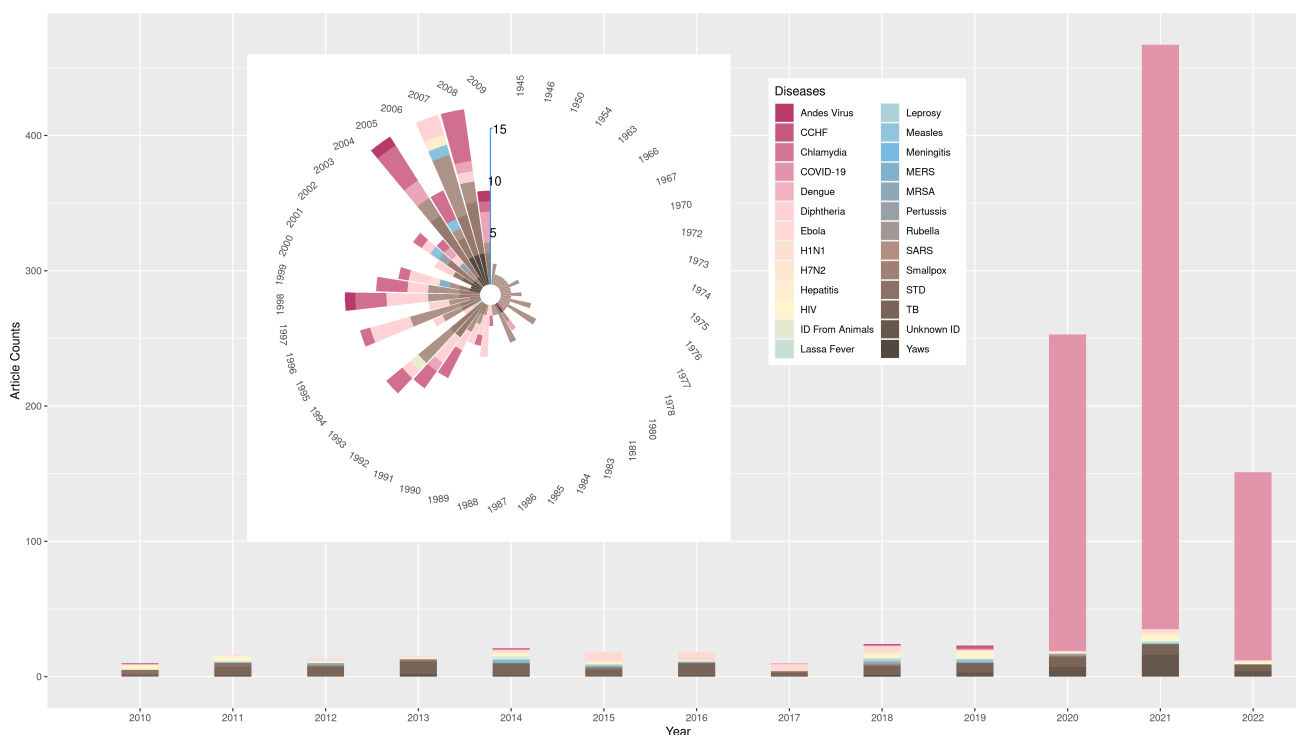 Article Counts
400
300
200
100
0
1945
1946
1950
1954
1963
1966
1967
1970
1972
1973
1974
1975
1976
1977
1978
1980
1981
1983
1984
1985
1986
1987
1988
1989
1990
1991
1992
1993
1994
1995
1996
1997
1998
1999
2000
2001
2002
2003
2004
2005
2006
2007
2008
2009
15
10
5
Diseases
Andes Virus
CCHF
Chlamydia
COVID-19
Dengue
Diphtheria
Ebola
H1N1
H7N2
Hepatitis
HIV
ID From Animals
Lassa Fever
Leprosy
Measles
Meningitis
MERS
MRSA
Pertussis
Rubella
SARS
Smallpox
STD
TB
Unknown ID
Yaws
2010
2011
2012
2013
2014
2015
2016
2017
2018
2019
2020
2021
2022
Year